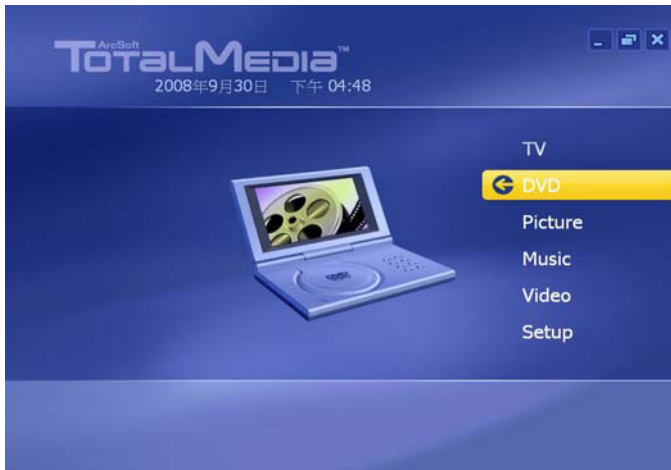 ArcSoft
TOTALMEDIA™
2008年9月30日 下午 04:48
TV
DVD
Picture
Music
Video
Setup